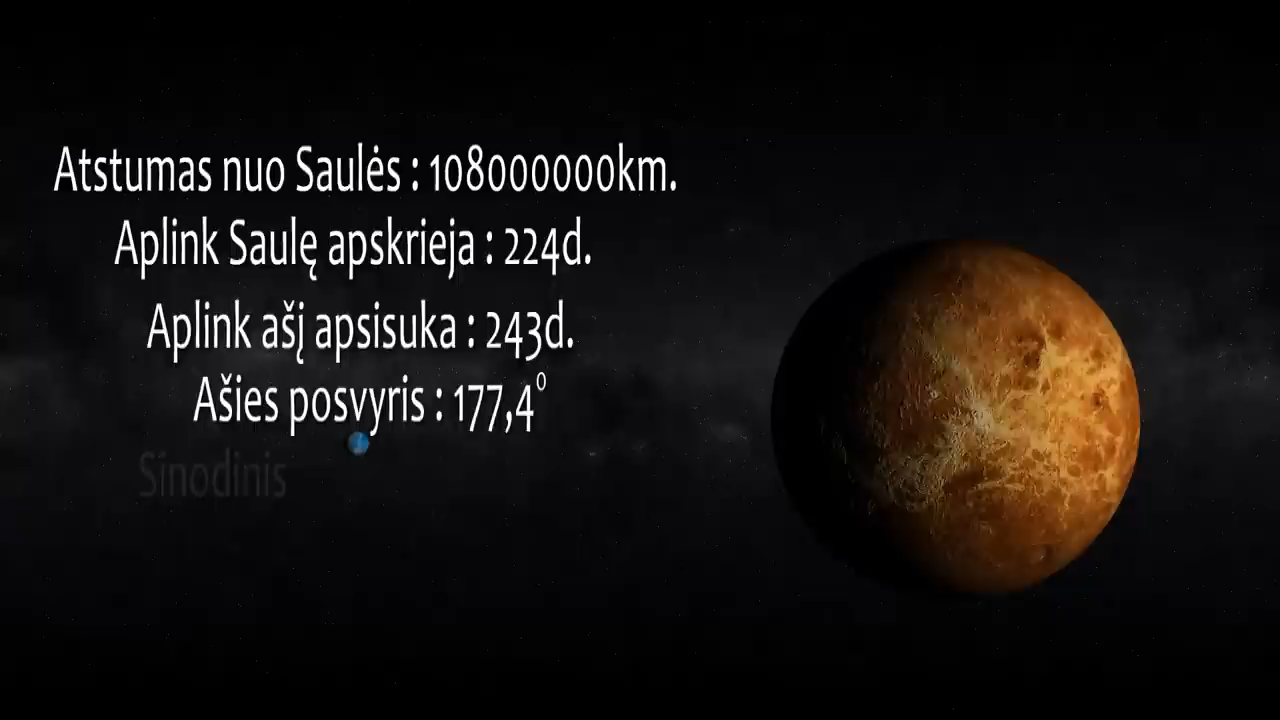 Atstumas nuo Saulės : 108000000km.
Aplink Saulę apskrieja : 224d.
Aplink ašį apsisuka : 243d.
Ašies posvyris : 177,4°
Sinodinis